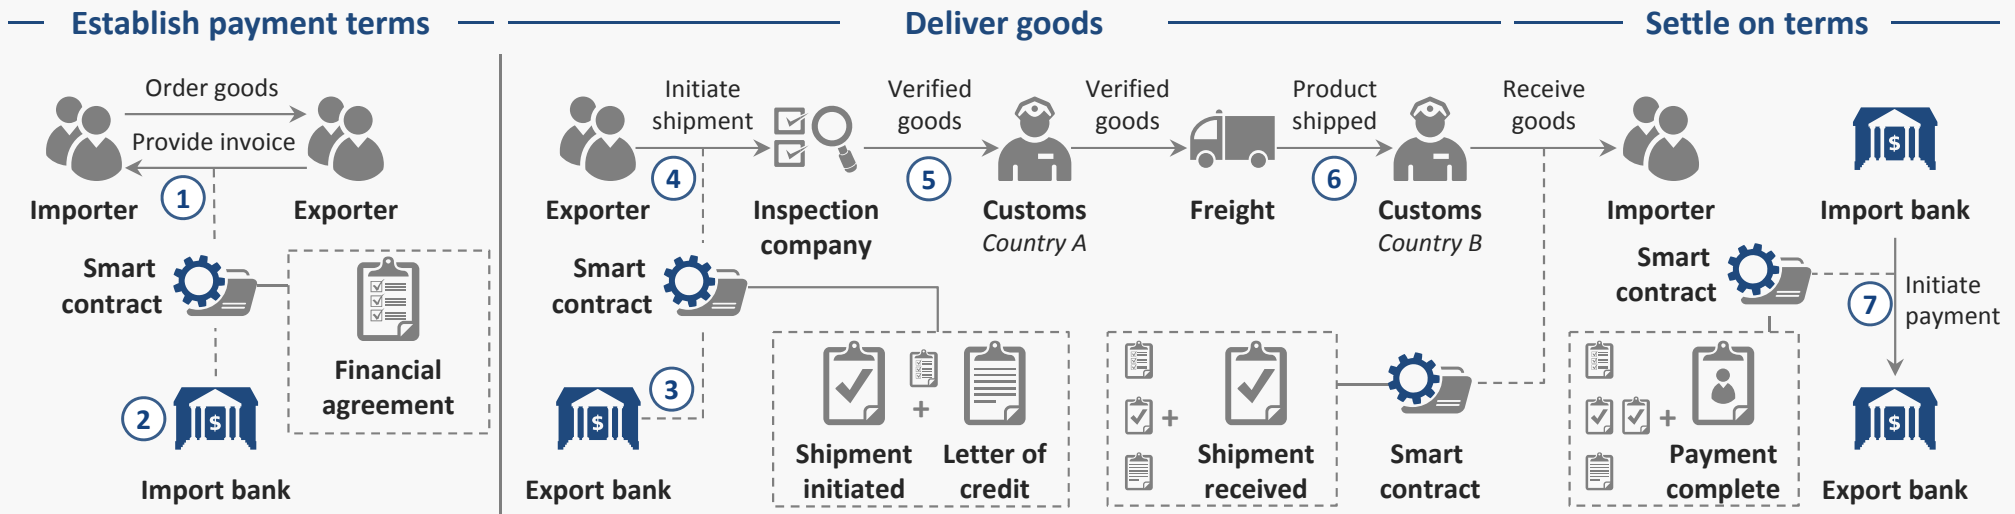 Establish payment terms
Deliver goods
Settle on terms
Order goods
Provide invoice
1
Importer
Exporter
Smart
contract
Financial
agreement
2
$
Import bank
Initiate
shipment
4
Exporter
Inspection
company
Verified
goods
5
Customs
Country A
Verified
goods
Freight
Product
shipped
6
Customs
Country B
Receive
goods
Importer
Smart
contract
3
$
Export bank
+
Shipment
initiated
Letter of
credit
+
Shipment
received
Smart
contract
$
Import bank
Smart
contract
7
Initiate
payment
+
Payment
complete
$
Export bank